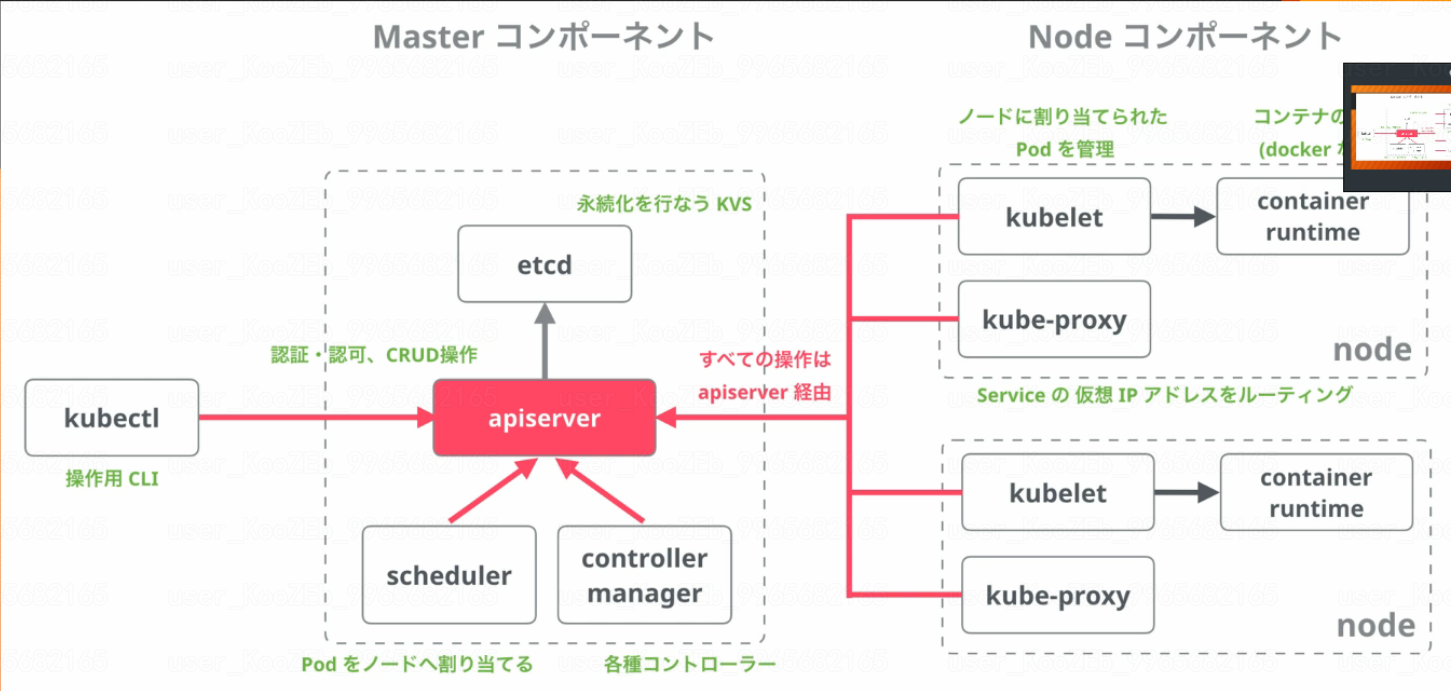 Master コンポーネント
Node コンポーネント
ノードに割り当てられた
Pod を管理
コンテナの
(docker
永続化を行なう KVS
etcd
認証・認可、CRUD操作
すべての操作は
apiserver 経由
kubectl
操作用 CLI
apiserver
scheduler
controller
manager
Pod をノードへ割り当てる
各種コントローラー
kubelet
container
runtime
kube-proxy
node
Service の 仮想 IP アドレスをルーティング
kubelet
container
runtime
kube-proxy
node
user_KooZEb_9965682165